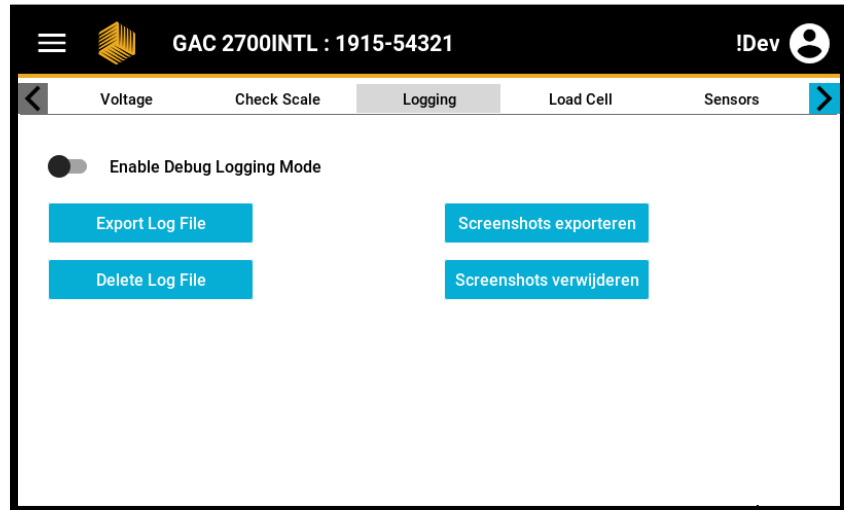 GAC 2700INTL : 1915-54321 !Dev
Voltage Check Scale Logging Load Cell Sensors
Enable Debug Logging Mode
Export Log File Screenshots exporteren
Delete Log File Screenshots verwijderen